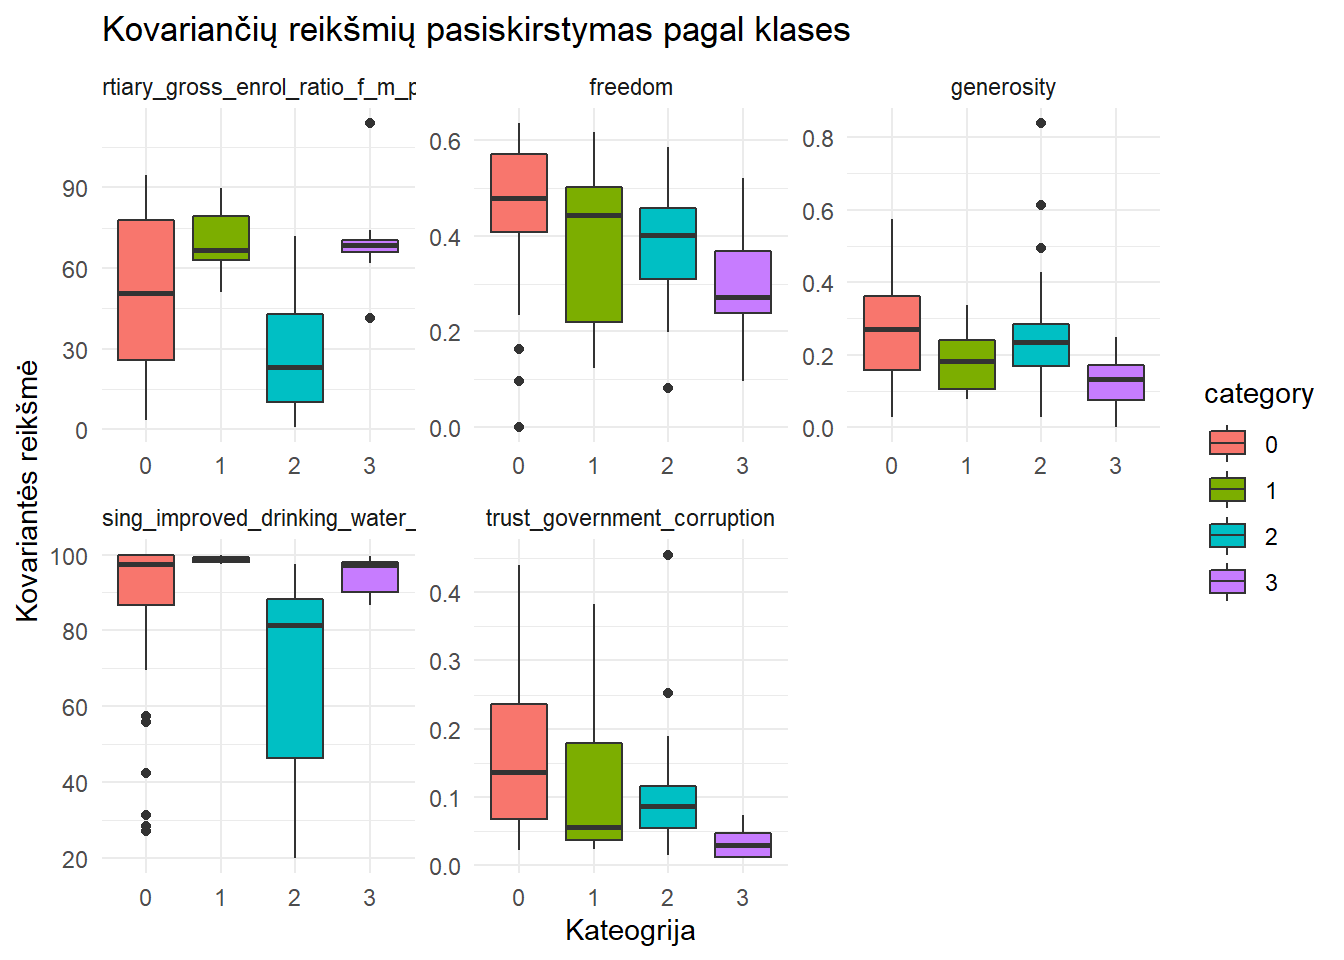 Kovariančių reikšmių pasiskirstymas pagal klases
rtiary_gross_enrol_ratio_f_m_p
freedom
generosity
90
60
30
0
0.6
0.4
0.2
0.0
0.8
0.6
0.4
0.2
0.0
0 1 2 3
0 1 2 3
0 1 2 3
sing_improved_drinking_water_
trust_government_corruption
100
80
60
40
20
0.4
0.3
0.2
0.1
0.0
0 1 2 3
0 1 2 3
Kovariantės reikšmė
Kateogrija
category
0
1
2
3